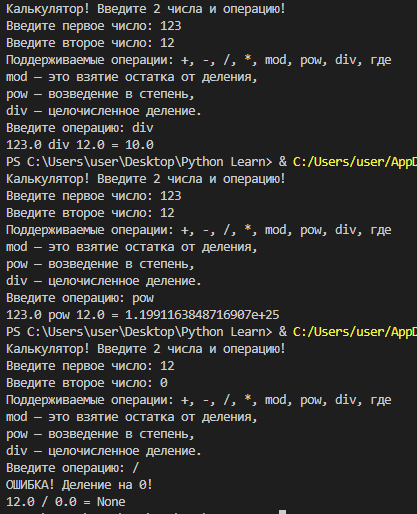 Калькулятор! Введите 2 числа и операцию!
Введите первое число: 123
Введите второе число: 12
Поддерживаемые операции: +, -, /, *, mod, pow, div, где
mod — это взятие остатка от деления,
pow — возведение в степень,
div — целочисленное деление.
Введите операцию: div
123.0 div 12.0 = 10.0
PS C:\Users\user\Desktop\Python Learn> & C:/Users/user/AppD
Калькулятор! Введите 2 числа и операцию!
Введите первое число: 123
Введите второе число: 12
Поддерживаемые операции: +, -, /, *, mod, pow, div, где
mod — это взятие остатка от деления,
pow — возведение в степень,
div — целочисленное деление.
Введите операцию: pow
123.0 pow 12.0 = 1.1991163848716907e+25
PS C:\Users\user\Desktop\Python Learn> & C:/Users/user/AppD
Калькулятор! Введите 2 числа и операцию!
Введите первое число: 12
Введите второе число: 0
Поддерживаемые операции: +, -, /, *, mod, pow, div, где
mod — это взятие остатка от деления,
pow — возведение в степень,
div — целочисленное деление.
Введите операцию: /
ОШИБКА! Деление на 0!
12.0 / 0.0 = None